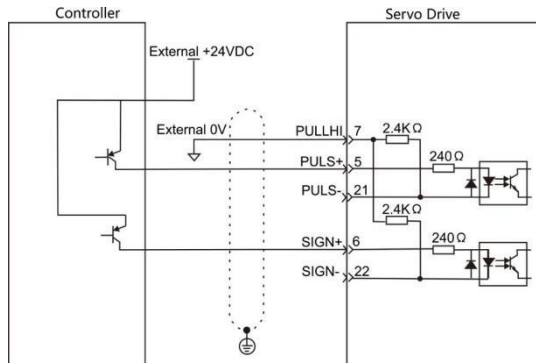 Controller
Servo Drive
External +24VDC
External 0V
PULLHI 7
2.4KΩ
PULS+ 5
240Ω
PULS- 21
2.4KΩ
SIGN+ 6
240Ω
SIGN- 22